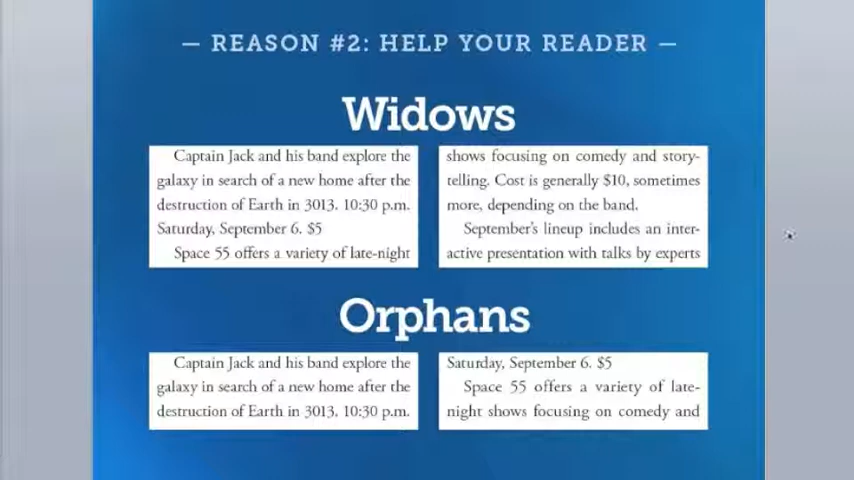 — REASON #2: HELP YOUR READER —
Widows
Captain Jack and his band explore the
galaxy in search of a new home after the
destruction of Earth in 3013. 10:30 p.m.
Saturday, September 6. $5
Space 55 offers a variety of late-night
shows focusing on comedy and story-
telling. Cost is generally $10, sometimes
more, depending on the band.
September's lineup includes an inter-
active presentation with talks by experts
Orphans
Captain Jack and his band explore the
galaxy in search of a new home after the
destruction of Earth in 3013. 10:30 p.m.
Saturday, September 6. $5
Space 55 offers a variety of late-
night shows focusing on comedy and